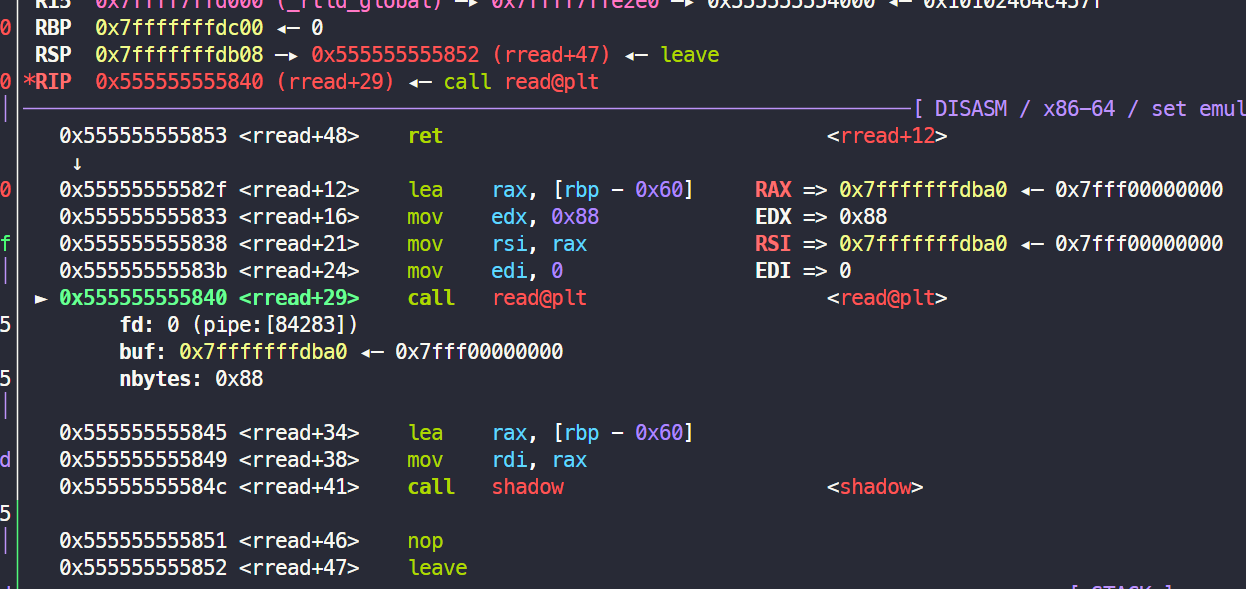 R15  0x7ffff7ffd000 (_rtld_global) —▸ 0x7ffff7ffe2e0 —▸ 0x555555554000 ◂— 0x10102464c457f
0 RBP  0x7fffffffdc00 ◂— 0
RSP  0x7fffffffdb08 —▸ 0x555555555852 (rread+47) ◂— leave
0 *RIP  0x555555555840 (rread+29) ◂— call read@plt
[ DISASM / x86-64 / set emul
0x555555555853 <rread+48>    ret    <rread+12>
↓
0 0x55555555582f <rread+12>    lea    rax, [rbp - 0x60]    RAX => 0x7fffffffdba0 ◂— 0x7fff00000000
0x555555555833 <rread+16>    mov    edx, 0x88    EDX => 0x88
f 0x555555555838 <rread+21>    mov    rsi, rax    RSI => 0x7fffffffdba0 ◂— 0x7fff00000000
0x55555555583b <rread+24>    mov    edi, 0    EDI => 0
► 0x555555555840 <rread+29>    call   read@plt    <read@plt>
5 fd: 0 (pipe:[84283])
buf: 0x7fffffffdba0 ◂— 0x7fff00000000
5 nbytes: 0x88
0x555555555845 <rread+34>    lea    rax, [rbp - 0x60]
d 0x555555555849 <rread+38>    mov    rdi, rax
0x55555555584c <rread+41>    call   shadow    <shadow>
5
0x555555555851 <rread+46>    nop
0x555555555852 <rread+47>    leave
[ STACK ]